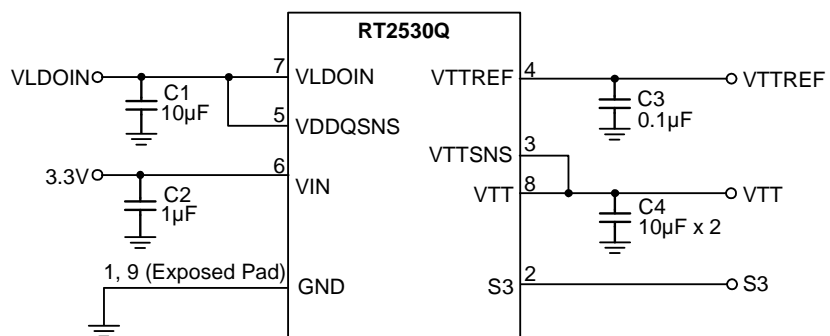 RT2530Q
VLDOIN
7
VLDOIN
VTTREF
4
VTTREF
C1
10µF
C3
0.1µF
5
VDDQSNS
3
VTTSNS
3.3V
6
VIN
VTT
8
VTT
C2
1µF
C4
10µF x 2
1, 9 (Exposed Pad)
GND
S3
2
S3